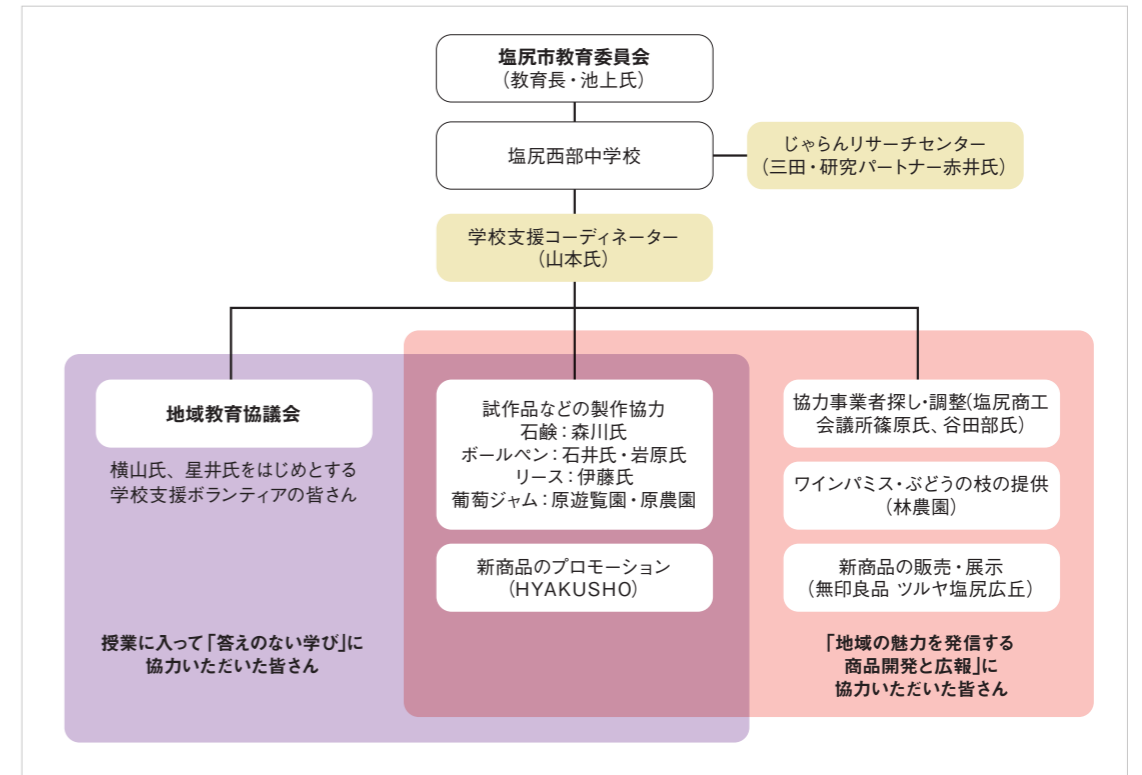 塩尻市教育委員会
（教育長・池上氏）
塩尻西部中学校
じゃらんリサーチセンター
（三田・研究パートナー赤井氏）
学校支援コーディネーター
（山本氏）
地域教育協議会
横山氏、星井氏をはじめとする
学校支援ボランティアの皆さん
授業に入って「答えのない学び」に
協力いただいた皆さん
試作品などの製作協力
石鹸：森川氏
ボールペン：石井氏・岩原氏
リース：伊藤氏
葡萄ジャム：原遊覧園・原農園
新商品のプロモーション
（HYAKUSHO）
協力事業者探し・調整(塩尻商工
会議所篠原氏、谷田部氏）
ワインパミス・ぶどうの枝の提供
（林農園）
新商品の販売・展示
（無印良品 ツルヤ塩尻広丘）
「地域の魅力を発信する
商品開発と広報」に
協力いただいた皆さん